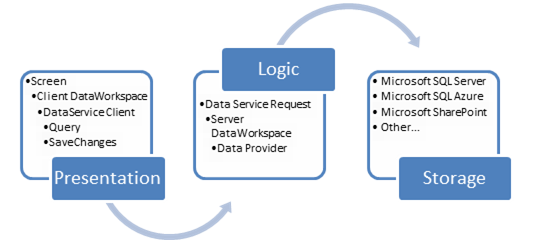 •Screen
•Client DataWorkspace
•DataService Client
•Query
•SaveChanges
Presentation
Logic
•Data Service Request
•Server
DataWorkspace
•Data Provider
• Microsoft SQL Server
• Microsoft SQL Azure
• Microsoft SharePoint
• Other...
Storage